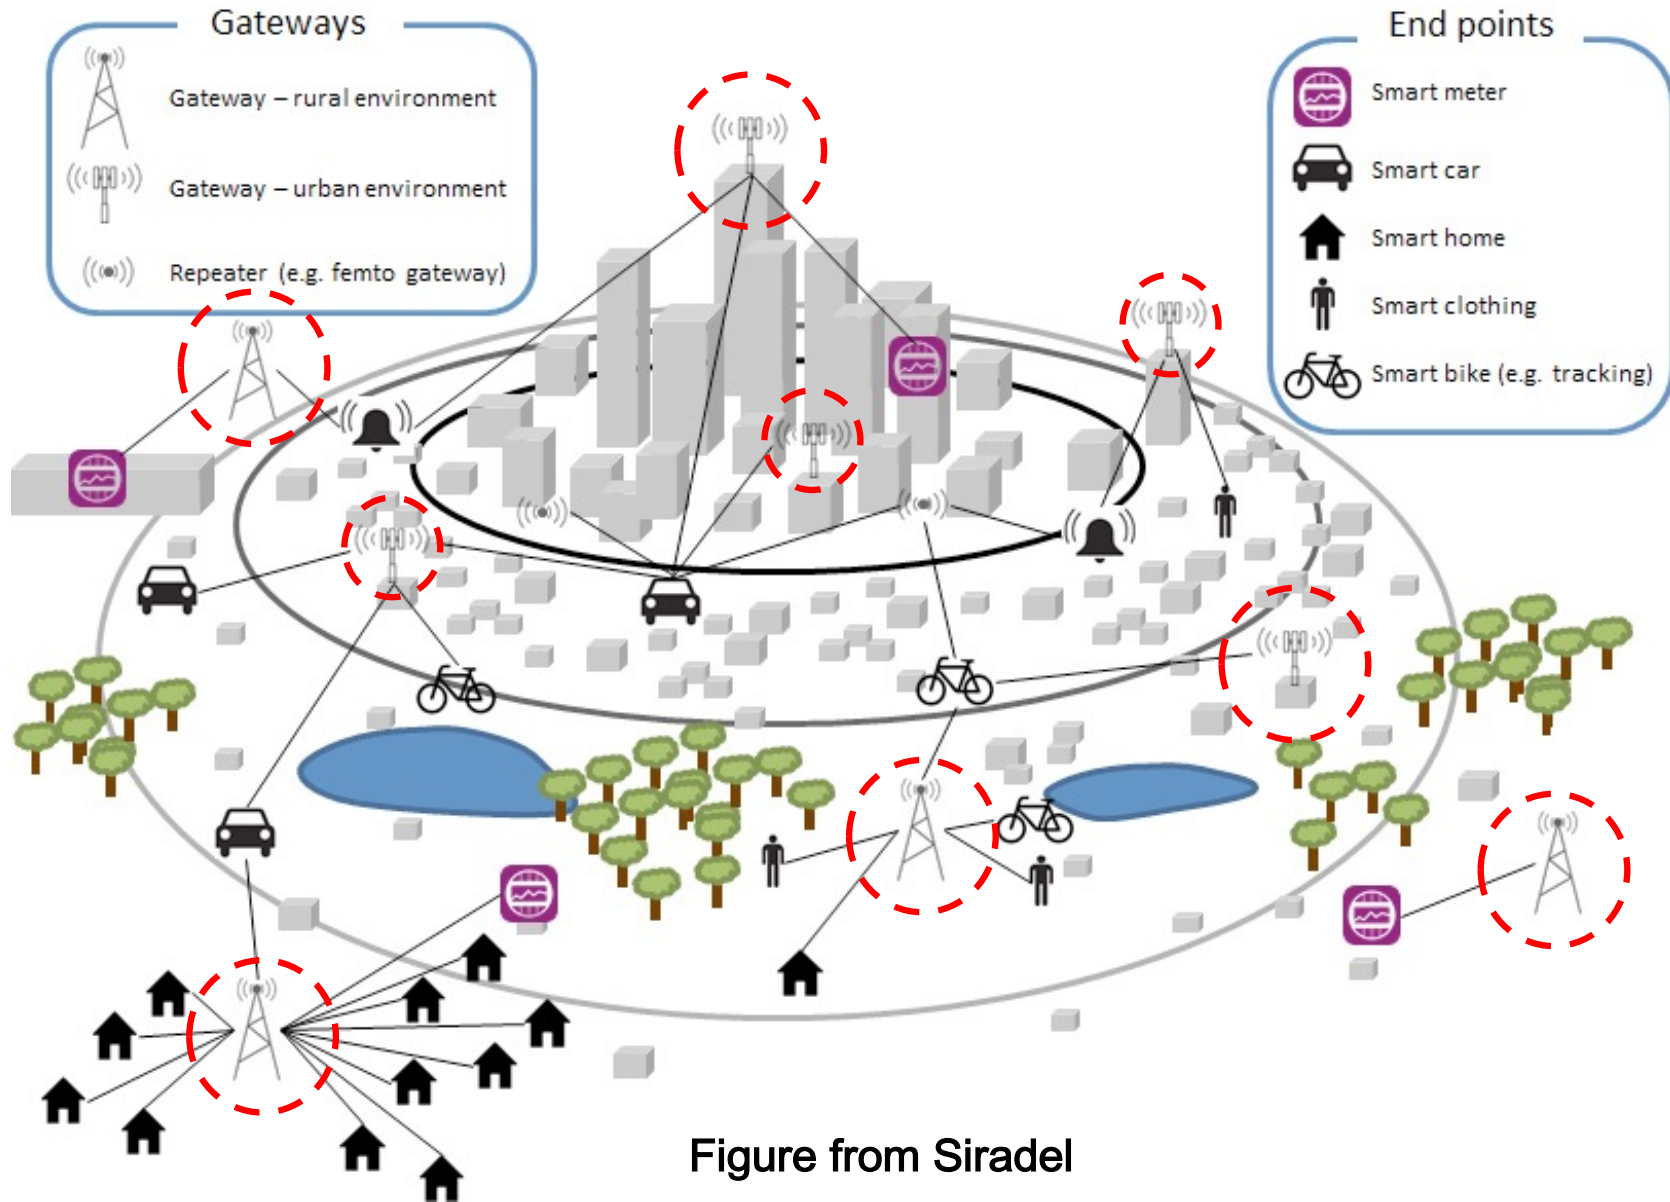 Gateways
Gateway – rural environment
Gateway – urban environment
Repeater (e.g. femto gateway)
End points
Smart meter
Smart car
Smart home
Smart clothing
Smart bike (e.g. tracking)
Figure from Siradel